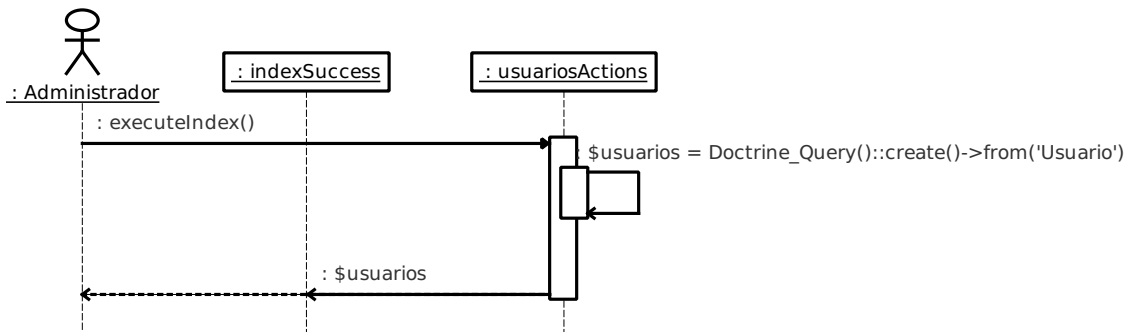 : indexSuccess
: usuariosActions
: Administrador
: executeIndex()
: $usuarios = Doctrine_Query()::create()->from('Usuario')
: $usuarios